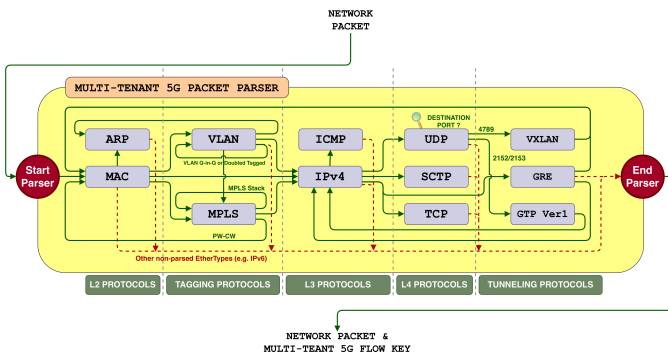 NETWORK
PACKET
MULTI-TENANT 5G PACKET PARSER
DESTINATION
PORT ?
4789
ARP
VLAN
ICMP
UDP
VXLAN
VLAN Q-in-Q or Doubled Tagged
2152/2153
Start
Parser
MAC
IPv4
SCTP
GRE
End
Parser
MPLS Stack
MPLS
TCP
GTP Ver1
PW-CW
Other non-parsed EtherTypes (e.g. IPv6)
L2 PROTOCOLS
TAGGING PROTOCOLS
L3 PROTOCOLS
L4 PROTOCOLS
TUNNELING PROTOCOLS
NETWORK PACKET &
MULTI-TEANT 5G FLOW KEY